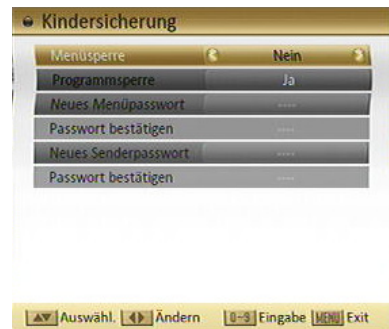 Kindersicherung
Menüsperre Nein
Programmsperre Ja
Neues Menüpasswort ----
Passwort bestätigen ----
Neues Senderpasswort ----
Passwort bestätigen ----
Auswähl. Ändern 0-9 Eingabe MENU Exit